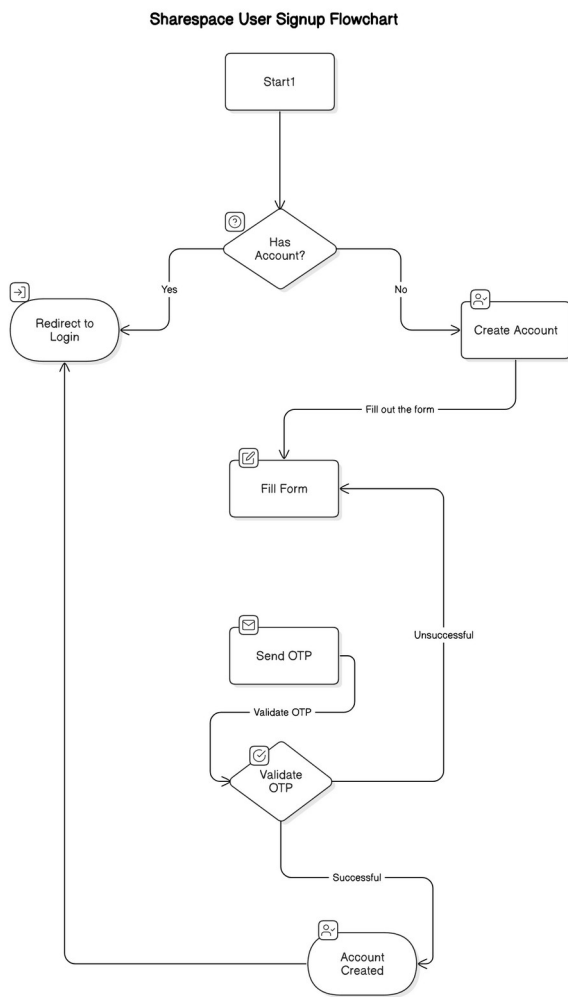 Sharespace User Signup Flowchart
Start1
Has
Account?
Yes
No
Redirect to
Login
Create Account
Fill out the form
Fill Form
Unsuccessful
Send OTP
Validate OTP
Validate
OTP
Successful
Account
Created